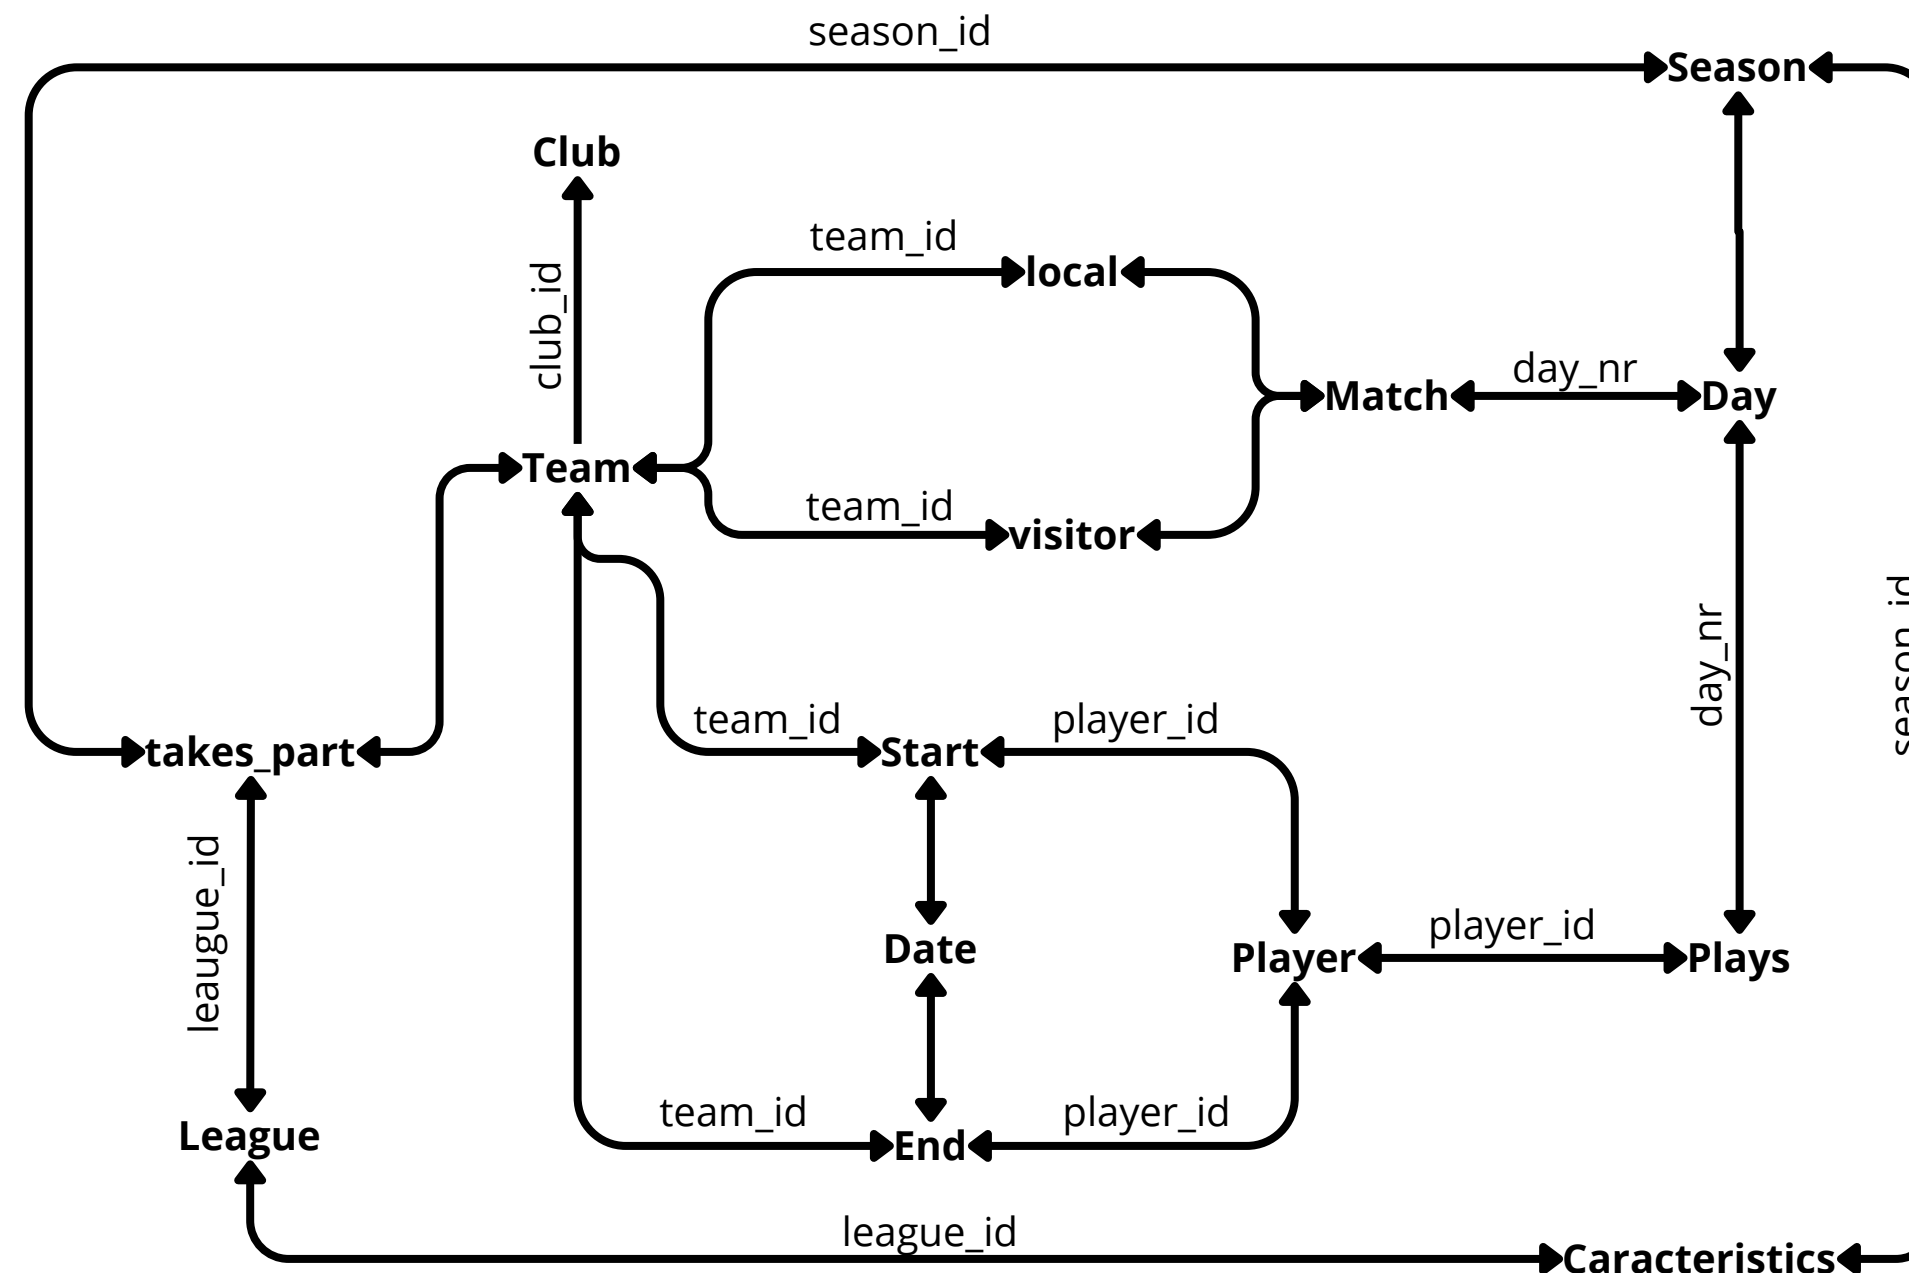 season_id
Season
Club
team_id
club_id
local
day_nr
Match
Day
Team
team_id
visitor
season_id
day_nr
team_id
player_id
takes_part
Start
leaugue_id
Date
player_id
Player
Plays
team_id
player_id
League
End
league_id
Caracteristics